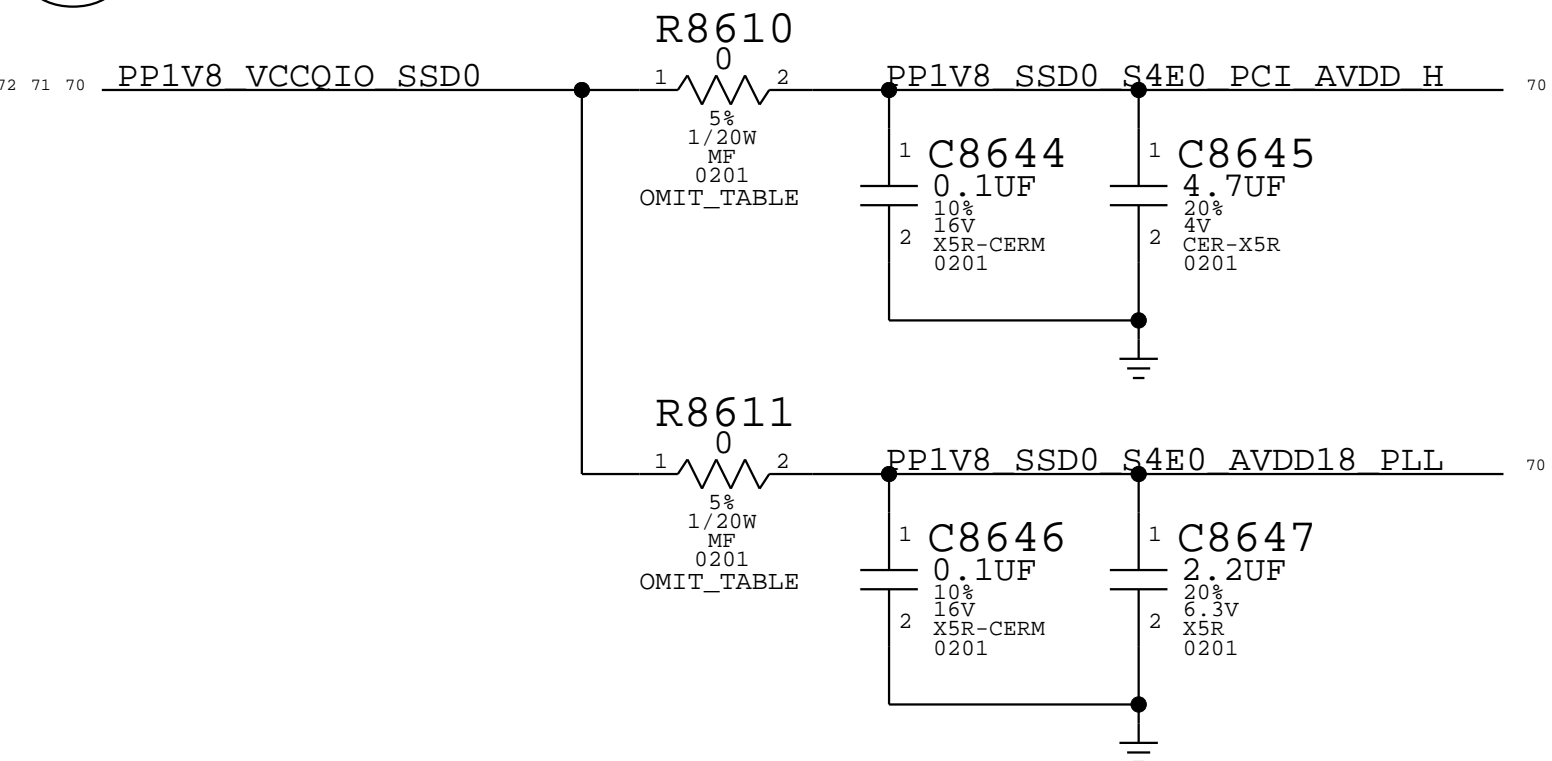 R8610
0
72 71 70 PP1V8_VCCQIO_SSD0 1 2 PP1V8_SSD0_S4E0_PCI_AVDD_H 70
5%
1/20W
MF
0201
OMIT_TABLE
1 C8644
0.1UF
10%
16V
2 X5R-CERM
0201
1 C8645
4.7UF
20%
4V
2 CER-X5R
0201
R8611
0
1 2 PP1V8_SSD0_S4E0_AVDD18_PLL 70
5%
1/20W
MF
0201
OMIT_TABLE
1 C8646
0.1UF
10%
16V
2 X5R-CERM
0201
1 C8647
2.2UF
20%
6.3V
2 X5R
0201